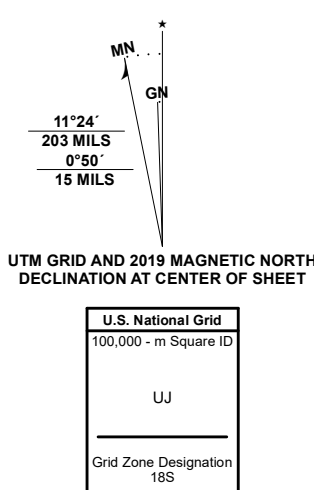 ★
MN
GN
11°24´
203 MILS
0°50´
15 MILS
UTM GRID AND 2019 MAGNETIC NORTH
DECLINATION AT CENTER OF SHEET
U.S. National Grid
100,000 - m Square ID
UJ
Grid Zone Designation
18S